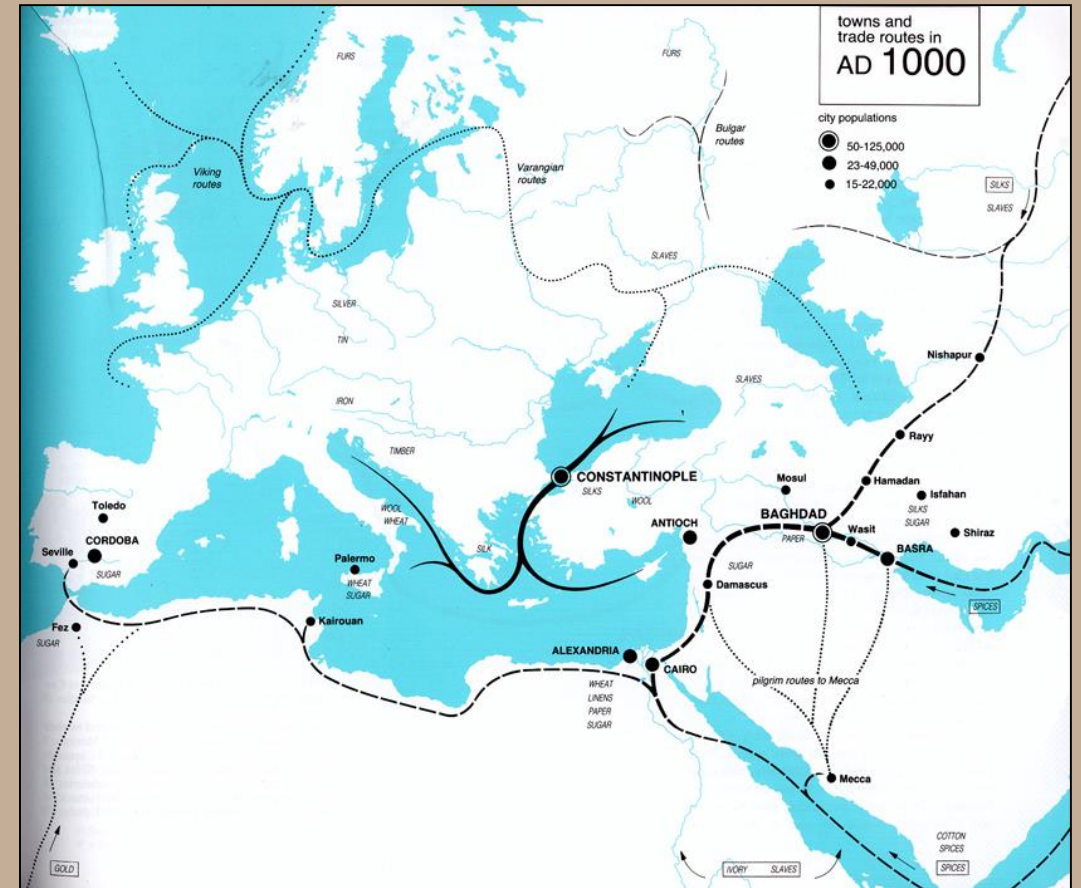 towns and
trade routes in
AD 1000
city populations
50-125,000
23-49,000
15-22,000
FURS
FURS
Viking
routes
Varangian
routes
Bulgar
routes
SILKS
SLAVES
SLAVES
SILVER
TIN
IRON
TIMBER
SLAVES
Nishapur
Rayy
CONSTANTINOPLE
SILKS
WOOL
Mosul
Hamadan
Isfahan
SILKS
SUGAR
Toledo
CORDOBA
Seville
SUGAR
WOOL
WHEAT
SILK
ANTIOCH
BAGHDAD
PAPER
Wasit
BASRA
Shiraz
Palermo
WHEAT
SUGAR
SUGAR
Damascus
SPICES
Fez
SUGAR
Kairouan
ALEXANDRIA
CAIRO
WHEAT
LINENS
PAPER
SUGAR
pilgrim routes to Mecca
Mecca
COTTON
SPICES
SPICES
GOLD
IVORY SLAVES